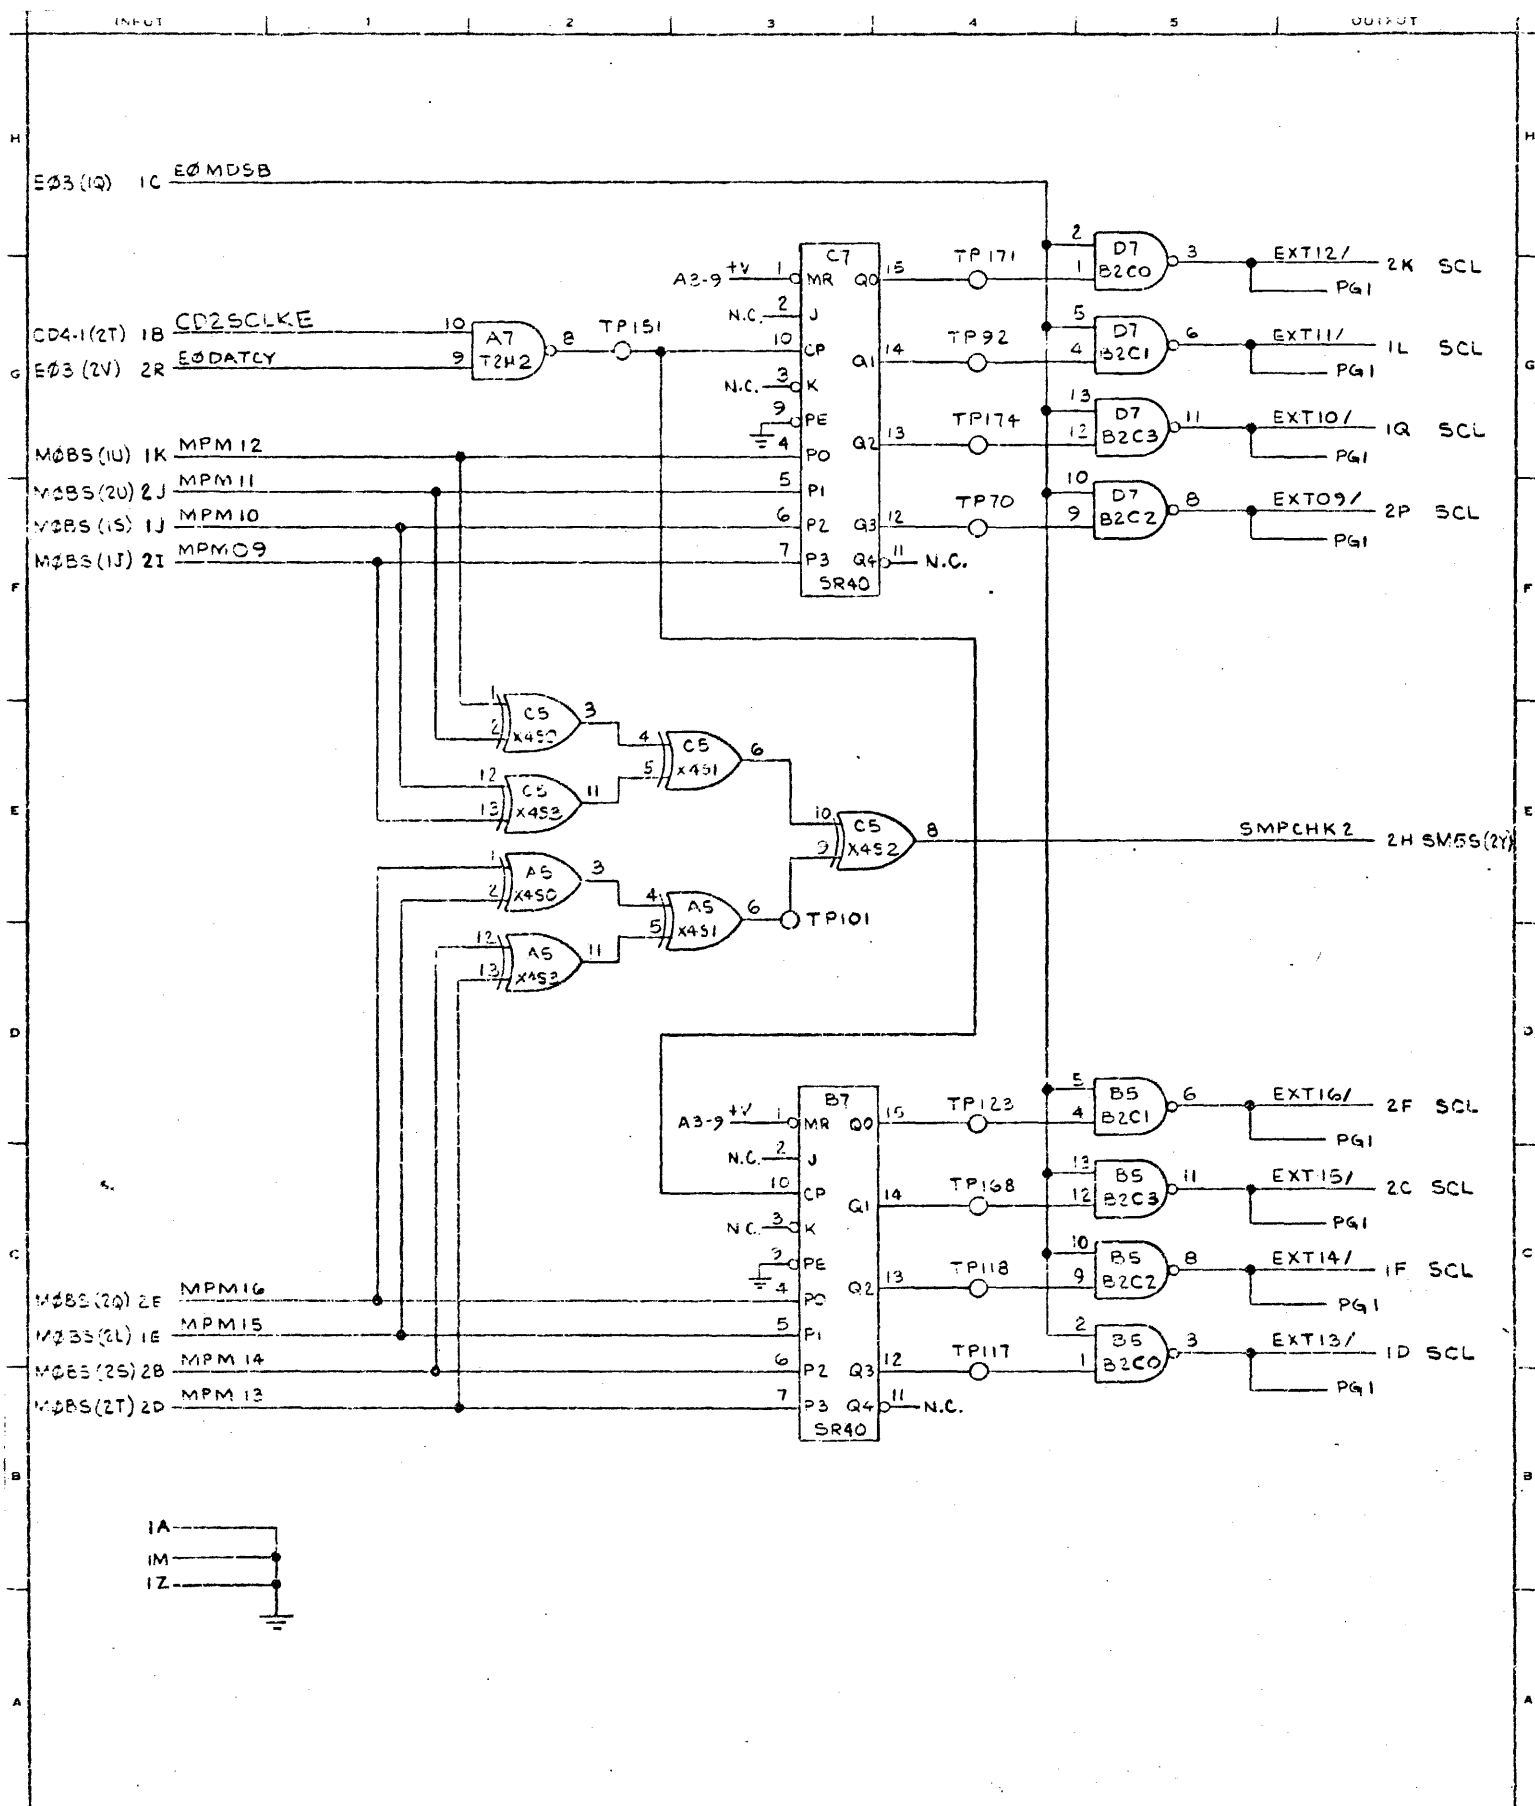 INPUT 1 2 3 4 5 OUTPUT
H H
EØ3(1Q) 1C EØMDSB
2 D7 3 EXT12/ 2K SCL
1 B2C0
PG1
C7
A3-9 +V 1 MR Q0 15 TP171
N.C. 2 J
CD4-1(2T) 1B CD2SCLKE 10 A7 8 TP151 10 CP
EØ3(2V) 2R EØDATCY 9 T2H2
Q1 14 TP92
5 D7 6 EXT11/ 1L SCL
4 B2C1
PG1
G G
N.C. 3 K
9 PE
13 D7 11 EXT10/ 1Q SCL
12 B2C3
PG1
MØBS(1U) 1K MPM12 4 P0 Q2 13 TP174
MØBS(2U) 2J MPM11 5 P1
MØBS(1S) 1J MPM10 6 P2 Q3 12 TP70
10 D7 8 EXT09/ 2P SCL
9 B2C2
PG1
MØBS(1J) 2I MPM09 7 P3 Q4 11 N.C.
SR40
F F
1 C5 3
2 X4S0
4 C5 6
5 X4S1
12 C5 11
13 X4S3
E E
10 C5 8 SMPCHK2 2H SM5S(2Y)
9 X4S2
1 A5 3
2 X4S0
4 A5 6 TP101
5 X4S1
12 A5 11
13 X4S3
D D
B7
A3-9 +V 1 MR Q0 15 TP123
5 B5 6 EXT16/ 2F SCL
4 B2C1
PG1
N.C. 2 J
10 CP Q1 14 TP168
13 B5 11 EXT15/ 2C SCL
12 B2C3
PG1
N.C. 3 K
C C
9 PE
10 B5 8 EXT14/ 1F SCL
9 B2C2
PG1
MØBS(2Q) 2E MPM16 4 P0 Q2 13 TP118
MØBS(2L) 1E MPM15 5 P1
2 B5 3 EXT13/ 1D SCL
1 B2C0
PG1
MØBS(2S) 2B MPM14 6 P2 Q3 12 TP117
MØBS(2T) 2D MPM13 7 P3 Q4 11 N.C.
SR40
B B
1A
1M
1Z
A A